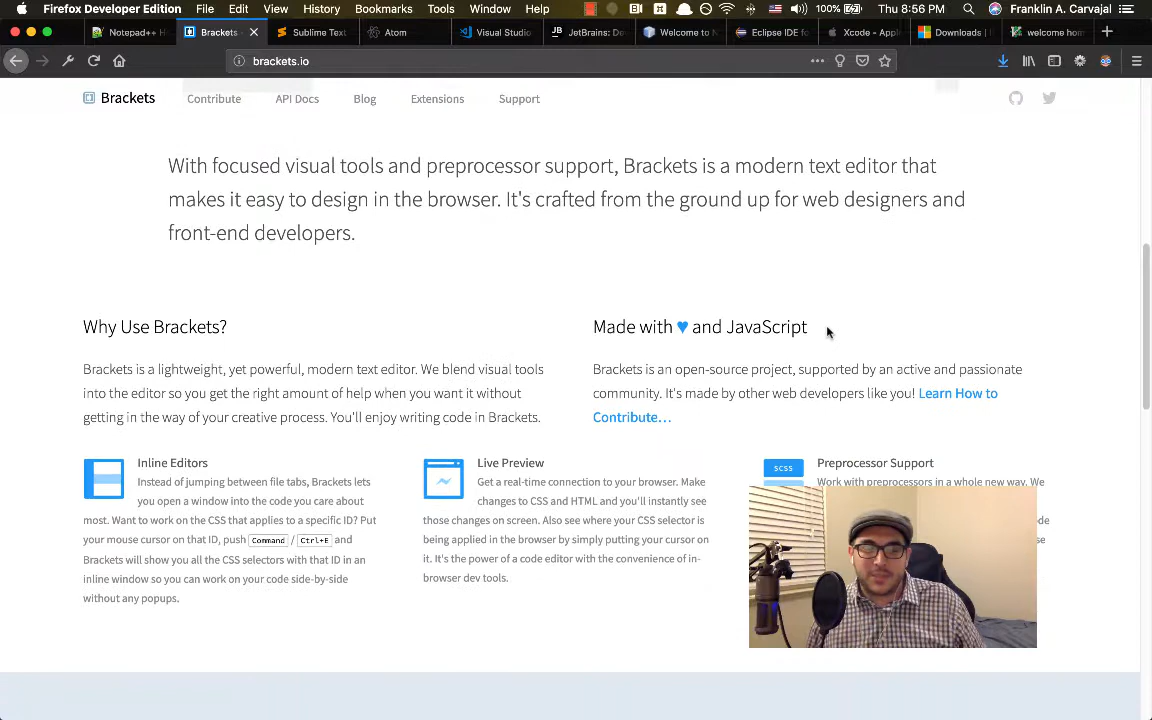 Firefox Developer Edition File Edit View History Bookmarks Tools Window Help 100% Thu 8:56 PM Franklin A. Carvajal
Notepad++ H Brackets Sublime Text Atom Visual Studio JetBrains: De Welcome to N Eclipse IDE fo Xcode - Appl Downloads | welcome hom
brackets.io
Brackets Contribute API Docs Blog Extensions Support
With focused visual tools and preprocessor support, Brackets is a modern text editor that
makes it easy to design in the browser. It's crafted from the ground up for web designers and
front-end developers.
Why Use Brackets?
Brackets is a lightweight, yet powerful, modern text editor. We blend visual tools
into the editor so you get the right amount of help when you want it without
getting in the way of your creative process. You'll enjoy writing code in Brackets.
Made with ♥ and JavaScript
Brackets is an open-source project, supported by an active and passionate
community. It's made by other web developers like you! Learn How to
Contribute…
Inline Editors
Instead of jumping between file tabs, Brackets lets
you open a window into the code you care about
most. Want to work on the CSS that applies to a specific ID? Put
your mouse cursor on that ID, push Command / Ctrl+E and
Brackets will show you all the CSS selectors with that ID in an
inline window so you can work on your code side-by-side
without any popups.
Live Preview
Get a real-time connection to your browser. Make
changes to CSS and HTML and you'll instantly see
those changes on screen. Also see where your CSS selector is
being applied in the browser by simply putting your cursor on
it. It's the power of a code editor with the convenience of in-
browser dev tools.
scss
Preprocessor Support
Work with preprocessors in a whole new way. We